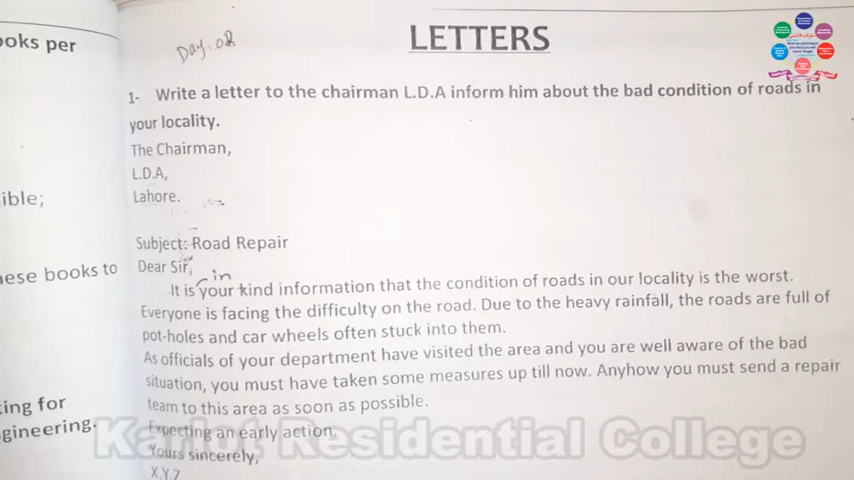 ooks per
ible;
hese books to
king for
gineering.
Day: 02
LETTERS
1- Write a letter to the chairman L.D.A inform him about the bad condition of roads in
your locality.
The Chairman,
L.D.A,
Lahore.
Subject: Road Repair
Dear Sir,
in
It is your kind information that the condition of roads in our locality is the worst.
Everyone is facing the difficulty on the road. Due to the heavy rainfall, the roads are full of
pot-holes and car wheels often stuck into them.
As officials of your department have visited the area and you are well aware of the bad
situation, you must have taken some measures up till now. Anyhow you must send a repair
team to this area as soon as possible.
Expecting an early action,
Yours sincerely,
X.Y.Z
Residential College